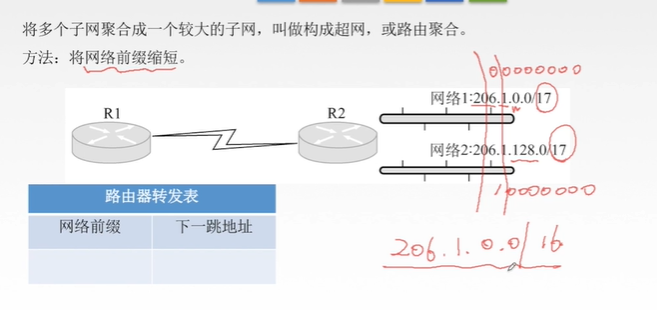 将多个子网聚合成一个较大的子网，叫做构成超网，或路由聚合。
方法：将网络前缀缩短。
00000000
R1
R2
网络1:206.1.0.0/17
网络2:206.1.128.0/17
10000000
路由器转发表
网络前缀 下一跳地址
206.1.0.0/16